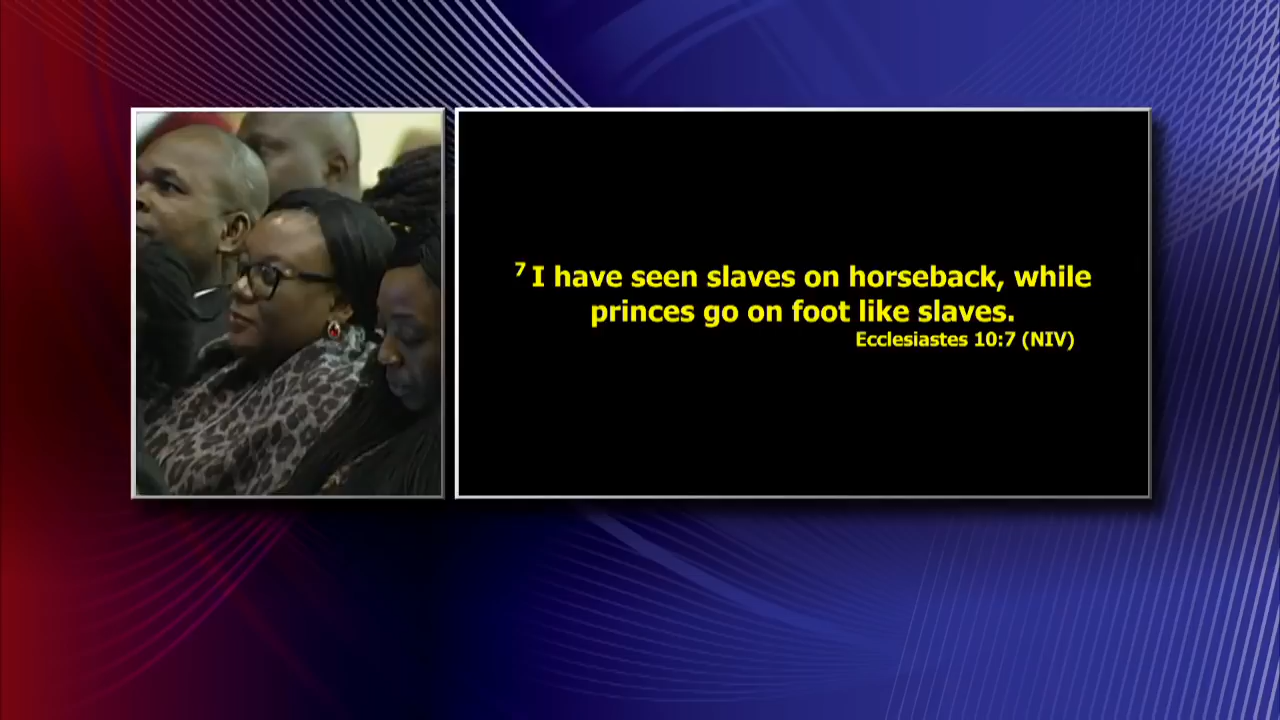 7 I have seen slaves on horseback, while
princes go on foot like slaves.
Ecclesiastes 10:7 (NIV)